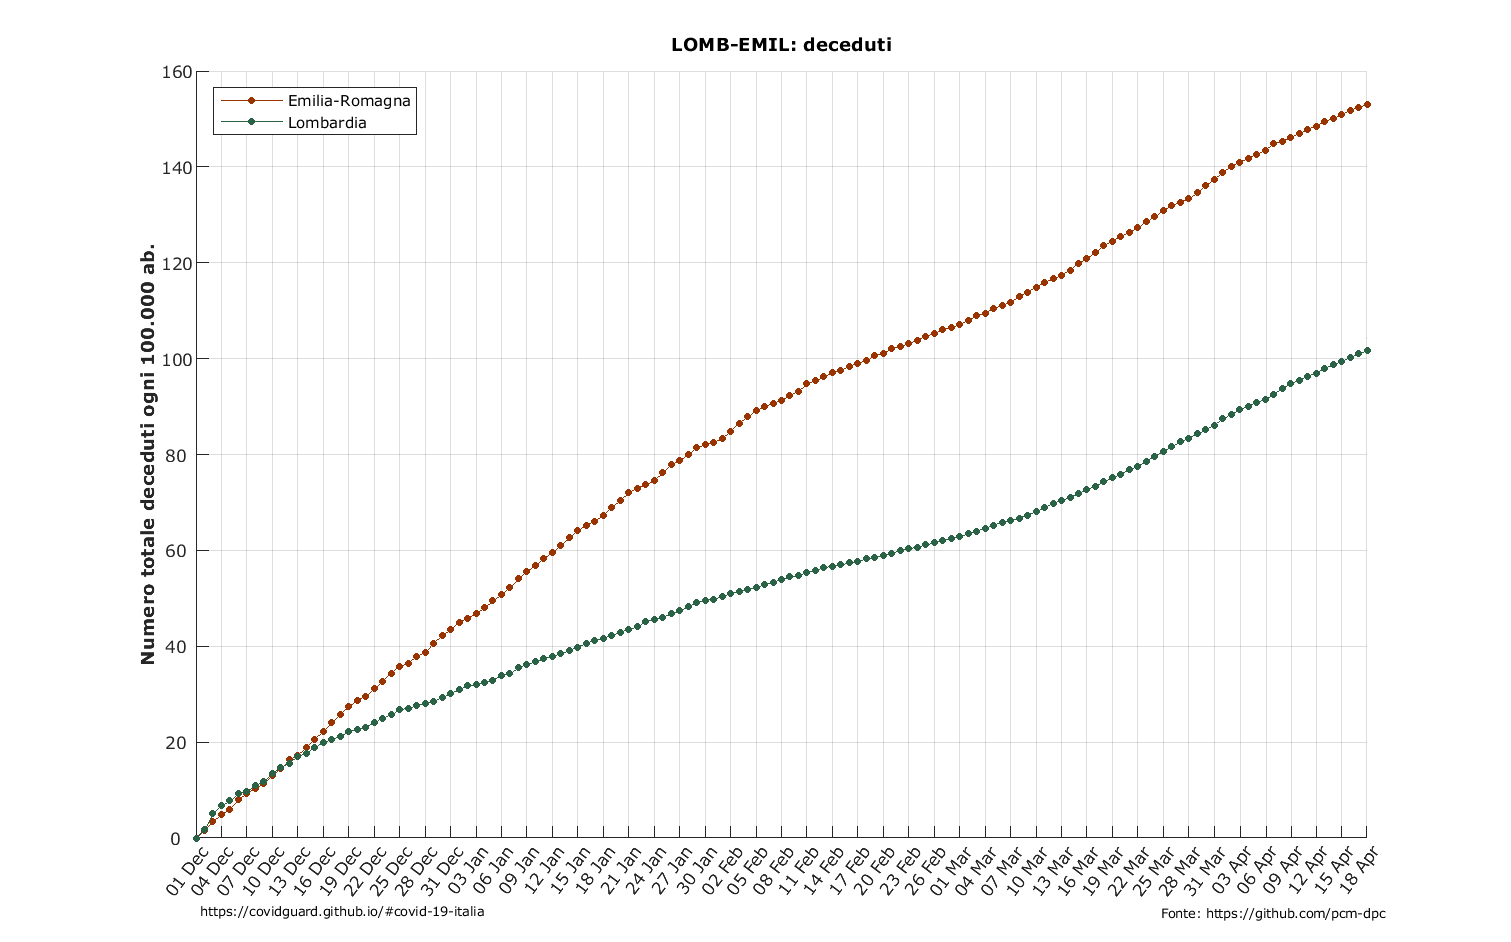 LOMB-EMIL: deceduti
Numero totale deceduti ogni 100.000 ab.
160
140
120
100
80
60
40
20
0
Emilia-Romagna
Lombardia
01 Dec
04 Dec
07 Dec
10 Dec
13 Dec
16 Dec
19 Dec
22 Dec
25 Dec
28 Dec
31 Dec
03 Jan
06 Jan
09 Jan
12 Jan
15 Jan
18 Jan
21 Jan
24 Jan
27 Jan
30 Jan
02 Feb
05 Feb
08 Feb
11 Feb
14 Feb
17 Feb
20 Feb
23 Feb
26 Feb
01 Mar
04 Mar
07 Mar
10 Mar
13 Mar
16 Mar
19 Mar
22 Mar
25 Mar
28 Mar
31 Mar
03 Apr
06 Apr
09 Apr
12 Apr
15 Apr
18 Apr
https://covidguard.github.io/#covid-19-italia
Fonte: https://github.com/pcm-dpc